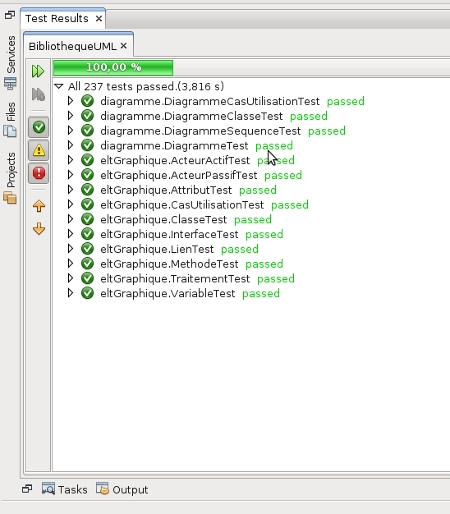 Test Results ×
BibliothequeUML ×
100,00 %
All 237 tests passed.(3,816 s)
diagramme.DiagrammeCasUtilisationTest passed
diagramme.DiagrammeClasseTest passed
diagramme.DiagrammeSequenceTest passed
diagramme.DiagrammeTest passed
eltGraphique.ActeurActifTest passed
eltGraphique.ActeurPassifTest passed
eltGraphique.AttributTest passed
eltGraphique.CasUtilisationTest passed
eltGraphique.ClasseTest passed
eltGraphique.InterfaceTest passed
eltGraphique.LienTest passed
eltGraphique.MethodeTest passed
eltGraphique.TraitementTest passed
eltGraphique.VariableTest passed
Services
Files
Projects
Tasks Output